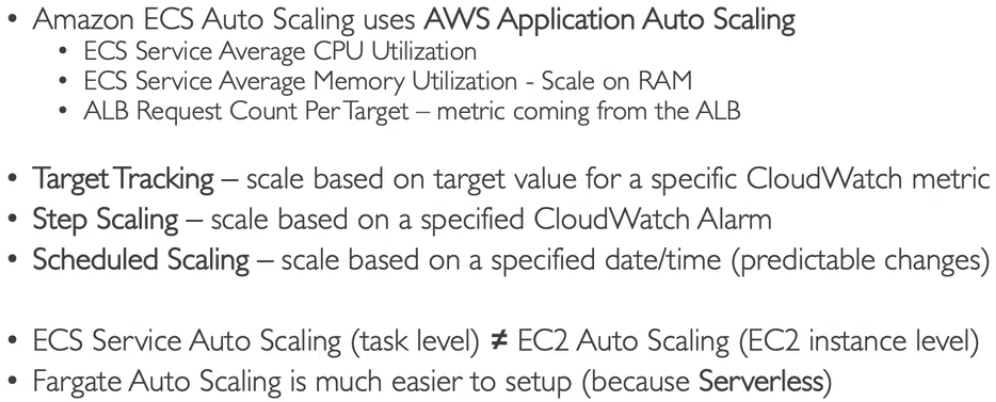 • Amazon ECS Auto Scaling uses AWS Application Auto Scaling
• ECS Service Average CPU Utilization
• ECS Service Average Memory Utilization - Scale on RAM
• ALB Request Count Per Target – metric coming from the ALB
• Target Tracking – scale based on target value for a specific CloudWatch metric
• Step Scaling – scale based on a specified CloudWatch Alarm
• Scheduled Scaling – scale based on a specified date/time (predictable changes)
• ECS Service Auto Scaling (task level) ≠ EC2 Auto Scaling (EC2 instance level)
• Fargate Auto Scaling is much easier to setup (because Serverless)